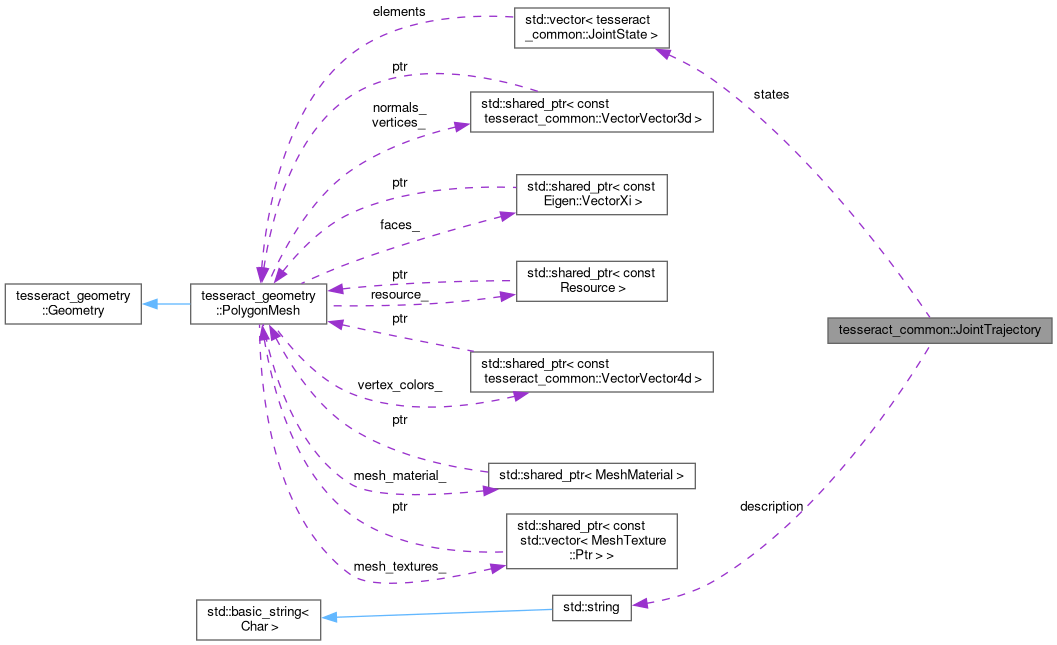 elements
std::vector< tesseract
_common::JointState >
ptr
states
std::shared_ptr< const
tesseract_common::VectorVector3d >
normals_
vertices_
ptr
std::shared_ptr< const
Eigen::VectorXi >
faces_
ptr
std::shared_ptr< const
Resource >
resource_
tesseract_geometry
::Geometry
tesseract_geometry
::PolygonMesh
ptr
tesseract_common::JointTrajectory
std::shared_ptr< const
tesseract_common::VectorVector4d >
vertex_colors_
ptr
mesh_material_
std::shared_ptr< MeshMaterial >
ptr
description
std::shared_ptr< const
std::vector< MeshTexture
::Ptr > >
mesh_textures_
std::string
std::basic_string<
Char >